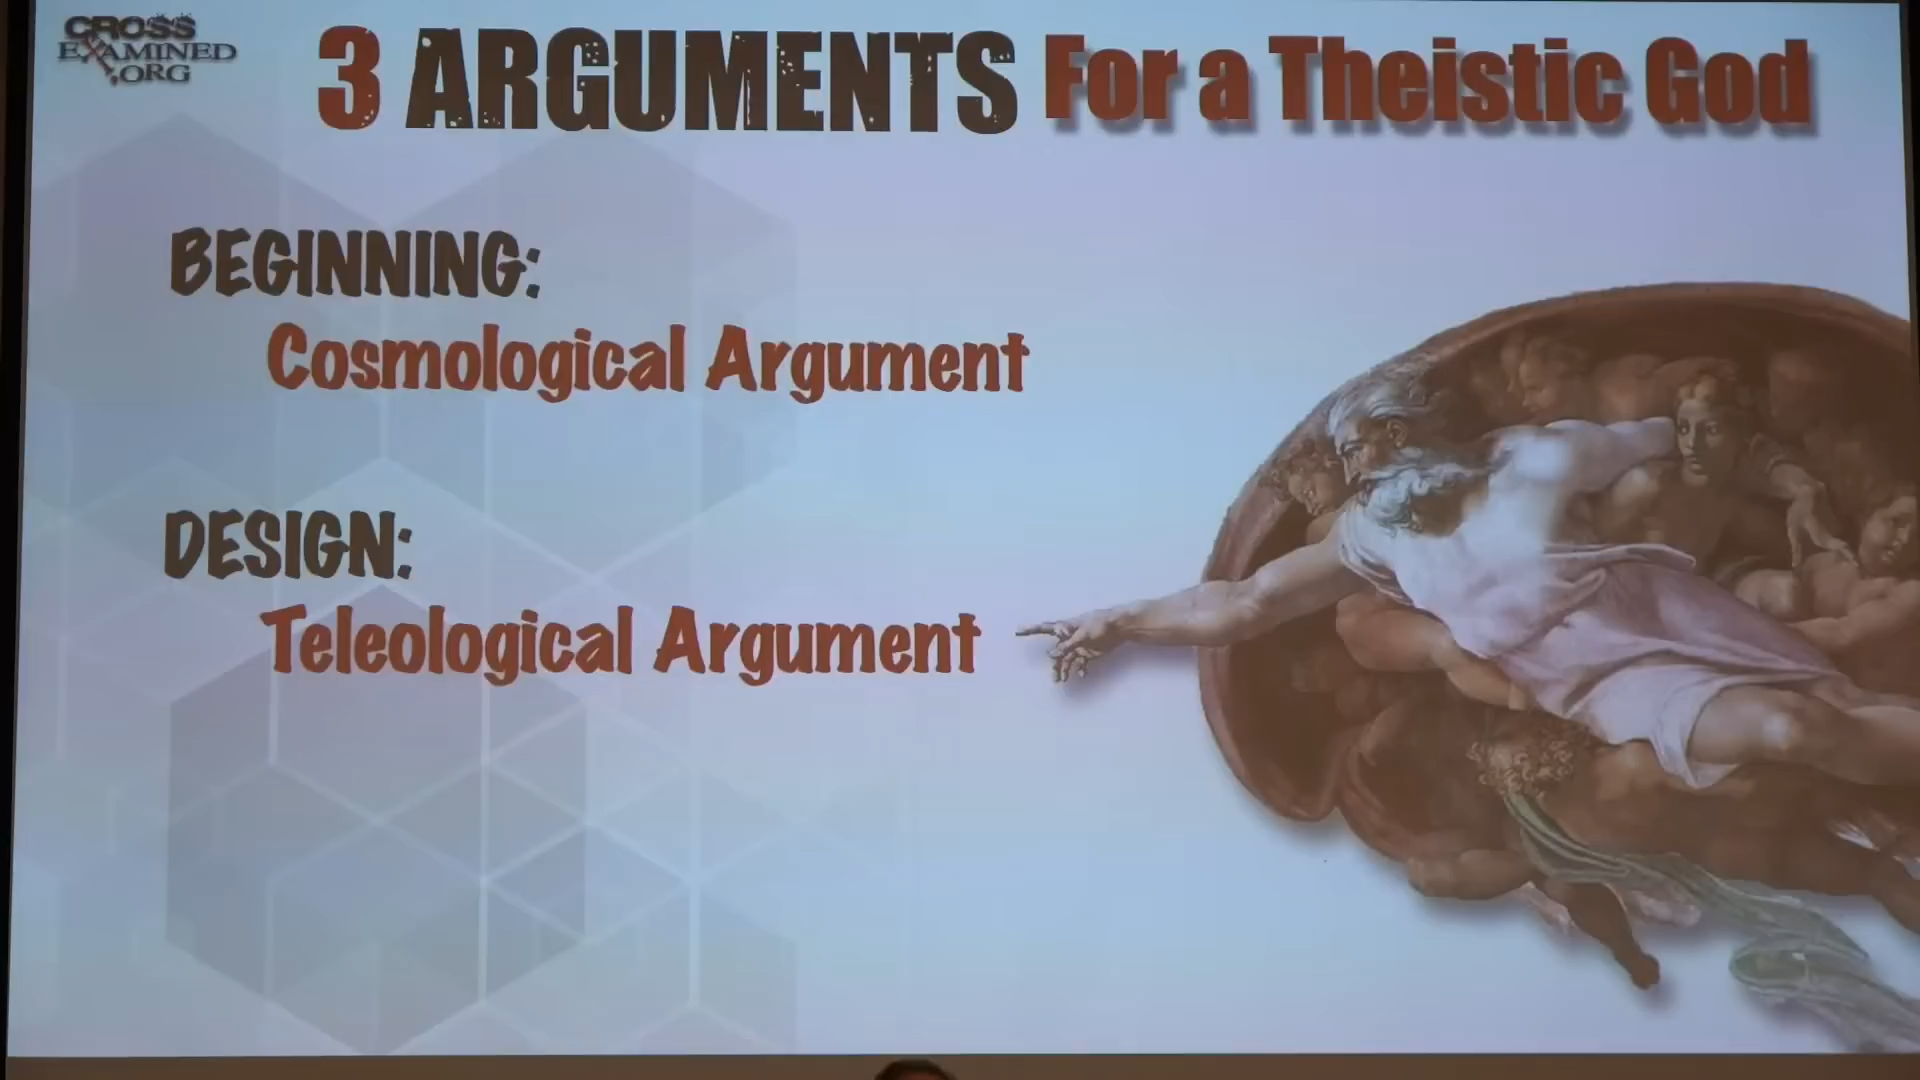 CROSS
EXAMINED
.ORG
3 ARGUMENTS For a Theistic God
BEGINNING:
Cosmological Argument
DESIGN:
Teleological Argument